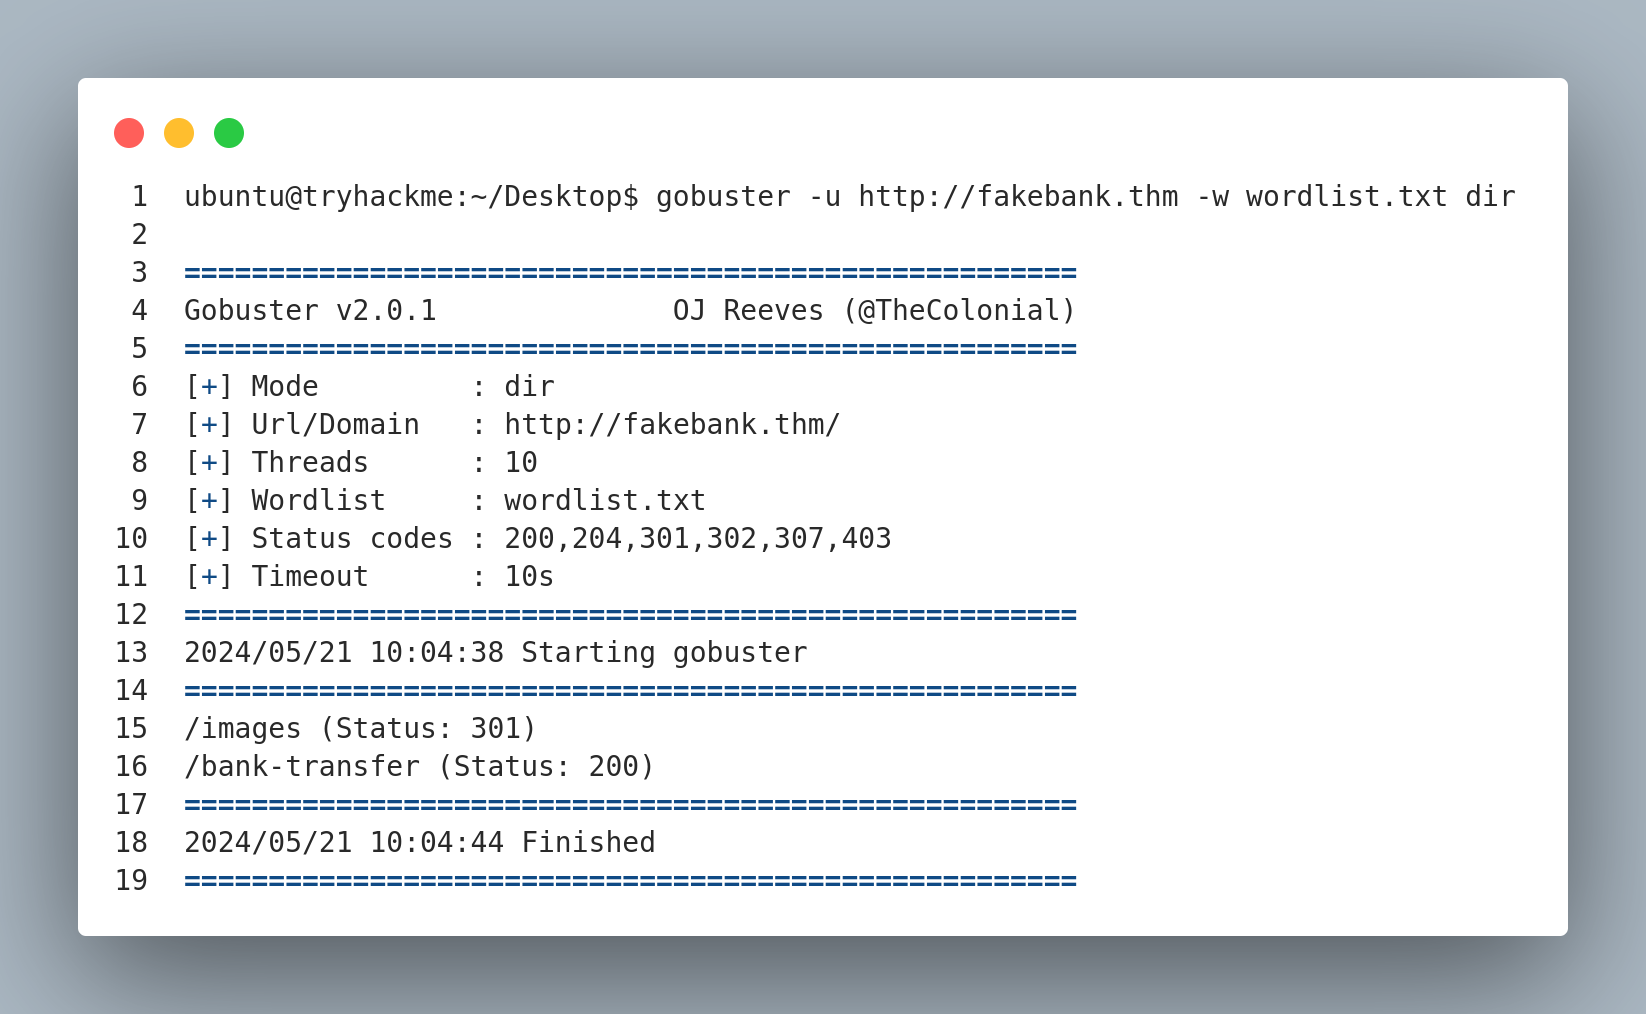 1 ubuntu@tryhackme:~/Desktop$ gobuster -u http://fakebank.thm -w wordlist.txt dir
2
3 =====================================================
4 Gobuster v2.0.1              OJ Reeves (@TheColonial)
5 =====================================================
6 [+] Mode         : dir
7 [+] Url/Domain   : http://fakebank.thm/
8 [+] Threads      : 10
9 [+] Wordlist     : wordlist.txt
10 [+] Status codes : 200,204,301,302,307,403
11 [+] Timeout      : 10s
12 =====================================================
13 2024/05/21 10:04:38 Starting gobuster
14 =====================================================
15 /images (Status: 301)
16 /bank-transfer (Status: 200)
17 =====================================================
18 2024/05/21 10:04:44 Finished
19 =====================================================